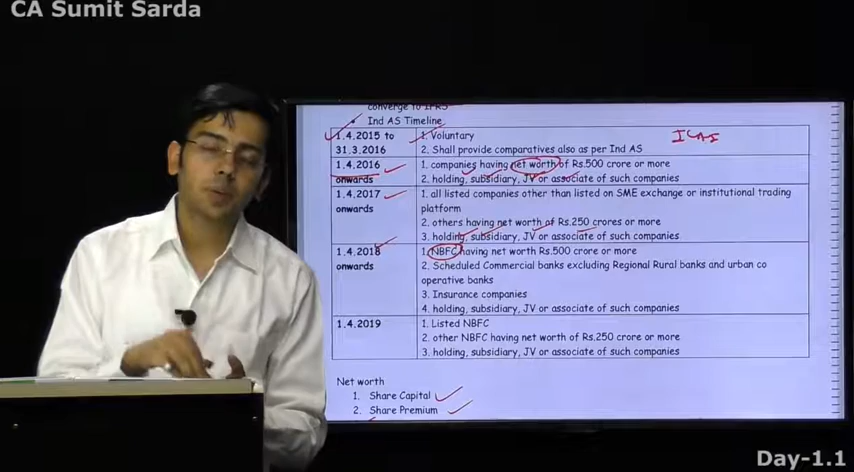 CA Sumit Sarda
converge to IFRS
• Ind AS Timeline
1.4.2015 to 31.3.2016
1. Voluntary
2. Shall provide comparatives also as per Ind AS
ICAI
1.4.2016 onwards
1. companies having net worth of Rs.500 crore or more
2. holding, subsidiary, JV or associate of such companies
1.4.2017 onwards
1. all listed companies other than listed on SME exchange or institutional trading
platform
2. others having net worth of Rs.250 crores or more
3. holding, subsidiary, JV or associate of such companies
1.4.2018 onwards
1. NBFC having net worth Rs.500 crore or more
2. Scheduled Commercial banks excluding Regional Rural banks and urban co
operative banks
3. Insurance companies
4. holding, subsidiary, JV or associate of such companies
1.4.2019
1. Listed NBFC
2. other NBFC having net worth of Rs.250 crore or more
3. holding, subsidiary, JV or associate of such companies
Net worth
1. Share Capital
2. Share Premium
Day-1.1